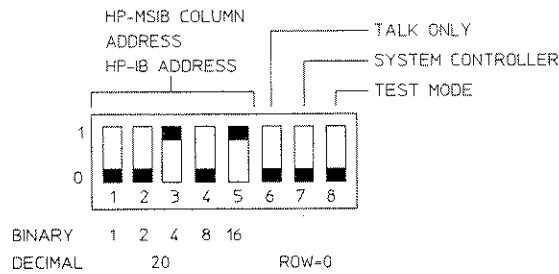 HP-MSIB COLUMN
ADDRESS
HP-IB ADDRESS
TALK ONLY
SYSTEM CONTROLLER
TEST MODE
1
0
1 2 3 4 5 6 7 8
BINARY 1 2 4 8 16
DECIMAL 20 ROW=0